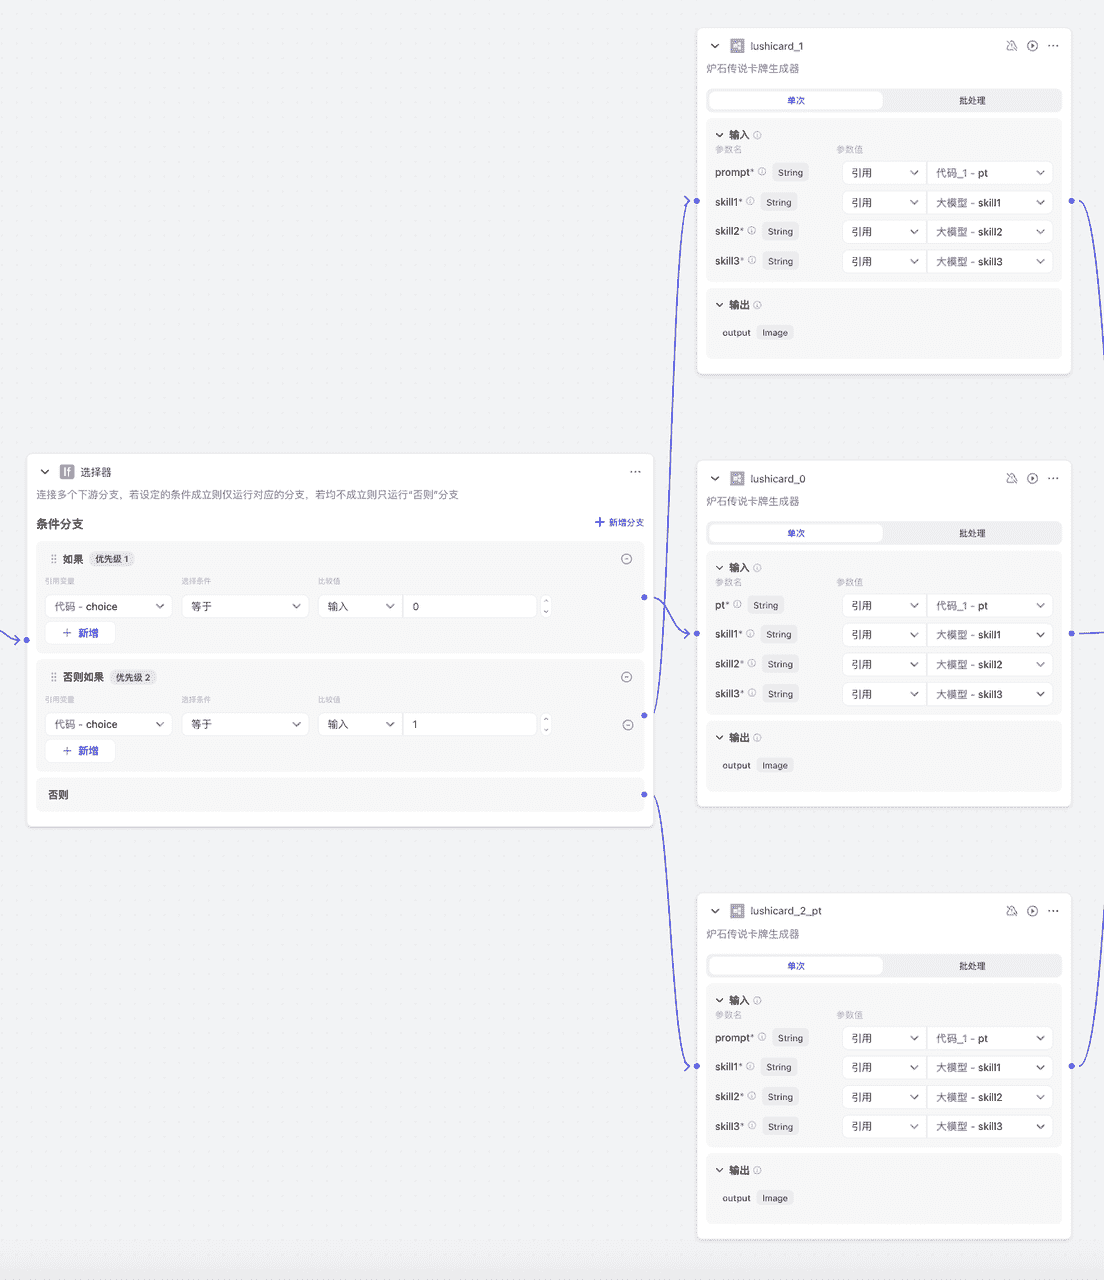 lushicard_1
炉石传说卡牌生成器
单次 批处理
输入
参数名 参数值
prompt* String 引用 代码_1 - pt
skill1* String 引用 大模型 - skill1
skill2* String 引用 大模型 - skill2
skill3* String 引用 大模型 - skill3
输出
output Image
If 选择器
连接多个下游分支，若设定的条件成立则仅运行对应的分支，若均不成立则只运行“否则”分支
条件分支 + 新增分支
如果 优先级 1
引用变量 选择条件 比较值
代码 - choice 等于 输入 0
+ 新增
否则如果 优先级 2
引用变量 选择条件 比较值
代码 - choice 等于 输入 1
+ 新增
否则
lushicard_0
炉石传说卡牌生成器
单次 批处理
输入
参数名 参数值
pt* String 引用 代码_1 - pt
skill1* String 引用 大模型 - skill1
skill2* String 引用 大模型 - skill2
skill3* String 引用 大模型 - skill3
输出
output Image
lushicard_2_pt
炉石传说卡牌生成器
单次 批处理
输入
参数名 参数值
prompt* String 引用 代码_1 - pt
skill1* String 引用 大模型 - skill1
skill2* String 引用 大模型 - skill2
skill3* String 引用 大模型 - skill3
输出
output Image